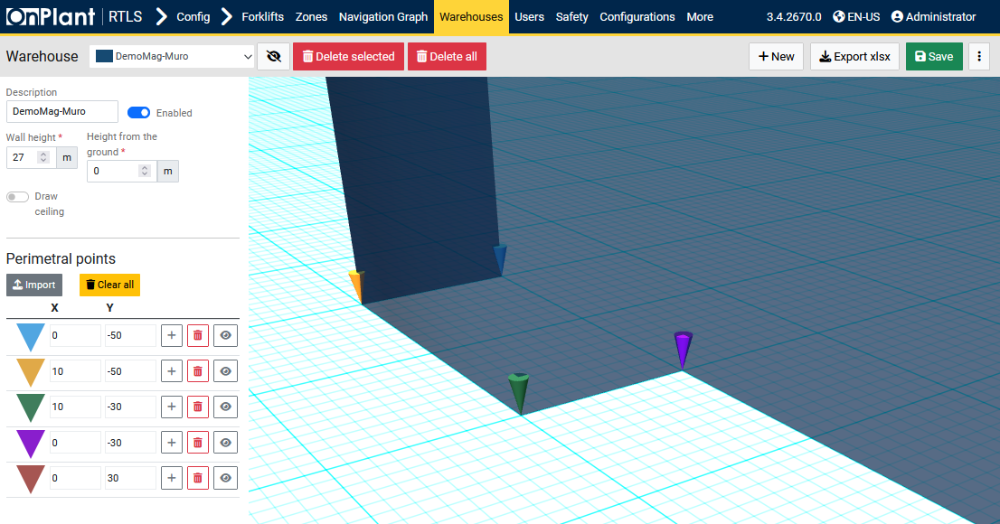 OnPlant RTLS Config Forklifts Zones Navigation Graph Warehouses Users Safety Configurations More 3.4.2670.0 EN-US Administrator
Warehouse DemoMag-Muro Delete selected Delete all New Export xlsx Save
Description
DemoMag-Muro Enabled
Wall height * Height from the
ground *
27 m 0 m
Draw
ceiling
Perimetral points
Import Clear all
X Y
0 -50
10 -50
10 -30
0 -30
0 30